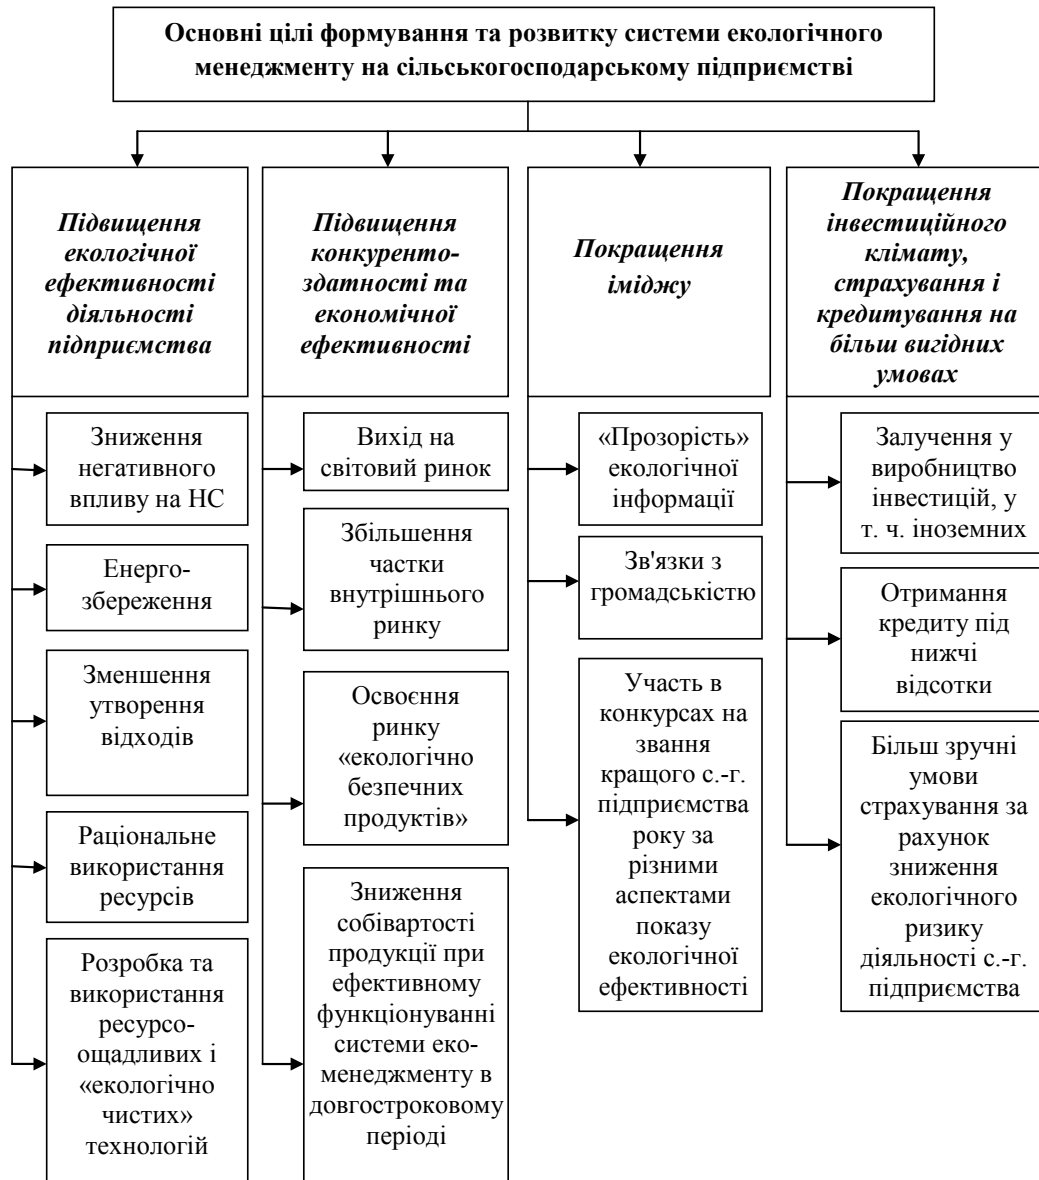 Основні цілі формування та розвитку системи екологічного
менеджменту на сільськогосподарському підприємстві
Підвищення
екологічної
ефективності
діяльності
підприємства
Зниження
негативного
впливу на НС
Енерго-
збереження
Зменшення
утворення
відходів
Раціональне
використання
ресурсів
Розробка та
використання
ресурсо-
ощадливих і
«екологічно
чистих»
технологій
Підвищення
конкуренто-
здатності та
економічної
ефективності
Вихід на
світовий ринок
Збільшення
частки
внутрішнього
ринку
Освоєння
ринку
«екологічно
безпечних
продуктів»
Зниження
собівартості
продукції при
ефективному
функціонуванні
системи еко-
менеджменту в
довгостроковому
періоді
Покращення
іміджу
«Прозорість»
екологічної
інформації
Зв'язки з
громадськістю
Участь в
конкурсах на
звання
кращого с.-г.
підприємства
року за
різними
аспектами
показу
екологічної
ефективності
Покращення
інвестиційного
клімату,
страхування і
кредитування на
більш вигідних
умовах
Залучення у
виробництво
інвестицій, у
т. ч. іноземних
Отримання
кредиту під
нижчі
відсотки
Більш зручні
умови
страхування за
рахунок
зниження
екологічного
ризику
діяльності с.-г.
підприємства